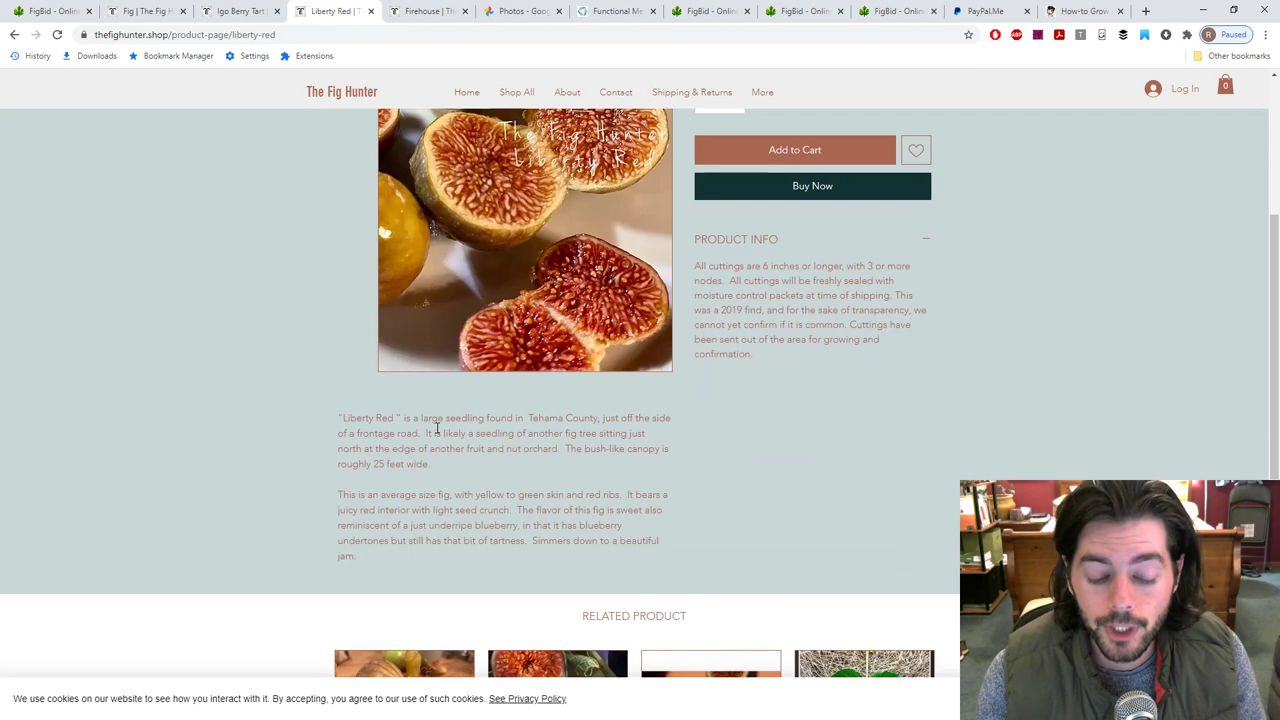 FigBid - Onlin
Fig | The Fig H
Igo Berry Tart
Liberty Red | T
Firehouse | Th
Photos - Goog
Functional Me
FigBid - Onlin
FigBid - Onlin
FigBid - Onlin
PayPal.Me
How-to Grow
thefighunter.shop/product-page/liberty-red
R
Paused
History
Downloads
Bookmark Manager
Settings
Extensions
Other bookmarks
The Fig Hunter
Home
Shop All
About
Contact
Shipping & Returns
More
Log In
0
The Fig Hunter
Liberty Red
Add to Cart
Buy Now
PRODUCT INFO
All cuttings are 6 inches or longer, with 3 or more
nodes. All cuttings will be freshly sealed with
moisture control packets at time of shipping. This
was a 2019 find, and for the sake of transparency, we
cannot yet confirm if it is common. Cuttings have
been sent out of the area for growing and
confirmation.
"Liberty Red " is a large seedling found in Tehama County, just off the side
of a frontage road. It is likely a seedling of another fig tree sitting just
north at the edge of another fruit and nut orchard. The bush-like canopy is
roughly 25 feet wide.
This is an average size fig, with yellow to green skin and red ribs. It bears a
juicy red interior with light seed crunch. The flavor of this fig is sweet also
reminiscent of a just underripe blueberry, in that it has blueberry
undertones but still has that bit of tartness. Simmers down to a beautiful
jam.
RELATED PRODUCT
We use cookies on our website to see how you interact with it. By accepting, you agree to our use of such cookies. See Privacy Policy